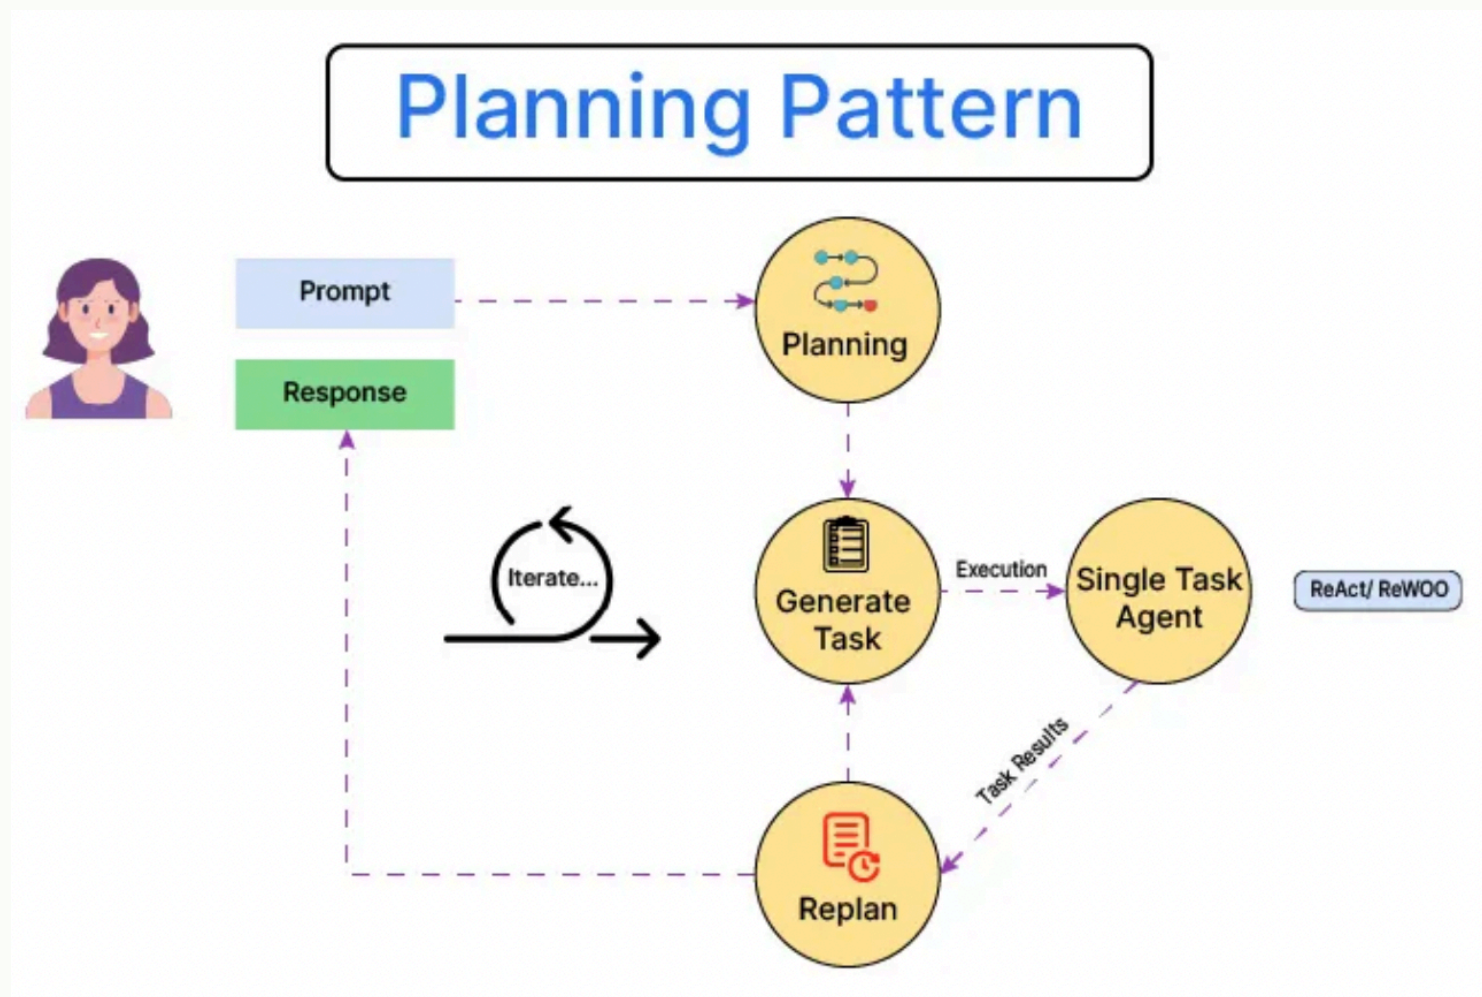 Planning Pattern
Prompt
Response
Planning
Iterate...
Generate
Task
Execution
Single Task
Agent
ReAct/ ReWOO
Task Results
Replan